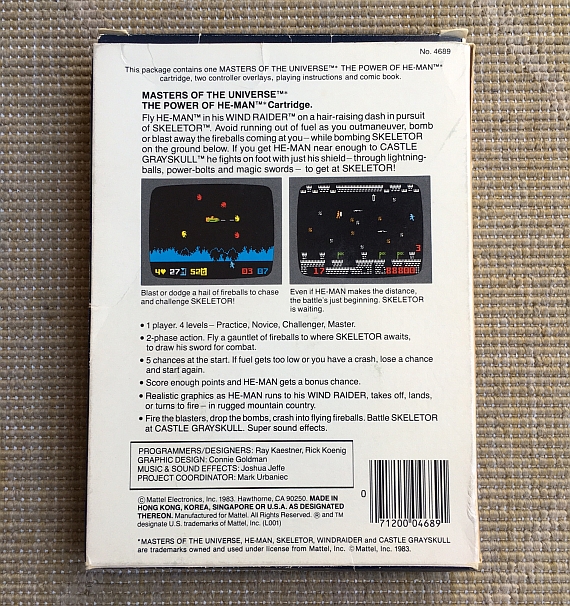 No. 4689
This package contains one MASTERS OF THE UNIVERSE™* THE POWER OF HE-MAN™*
cartridge, two controller overlays, playing instructions and comic book.
MASTERS OF THE UNIVERSE™*
THE POWER OF HE-MAN™* Cartridge.
Fly HE-MAN™ in his WIND RAIDER™ on a hair-raising dash in pursuit
of SKELETOR™. Avoid running out of fuel as you outmaneuver, bomb
or blast away the fireballs coming at you – while bombing SKELETOR
on the ground below. If you get HE-MAN near enough to CASTLE
GRAYSKULL™ he fights on foot with just his shield – through lightning-
balls, power-bolts and magic swords – to get at SKELETOR!
3
4 27 52 03 07
17 88800
Blast or dodge a hail of fireballs to chase
and challenge SKELETOR!
Even if HE-MAN makes the distance,
the battle's just beginning. SKELETOR
is waiting.
• 1 player. 4 levels – Practice, Novice, Challenger, Master.
• 2-phase action. Fly a gauntlet of fireballs to where SKELETOR awaits,
to draw his sword for combat.
• 5 chances at the start. If fuel gets too low or you have a crash, lose a chance
and start again.
• Score enough points and HE-MAN gets a bonus chance.
• Realistic graphics as HE-MAN runs to his WIND RAIDER, takes off, lands,
or turns to fire – in rugged mountain country.
• Fire the blasters, drop the bombs, crash into flying fireballs. Battle SKELETOR
at CASTLE GRAYSKULL. Super sound effects.
PROGRAMMERS/DESIGNERS: Ray Kaestner, Rick Koenig
GRAPHIC DESIGN: Connie Goldman
MUSIC & SOUND EFFECTS: Joshua Jeffe
PROJECT COORDINATOR: Mark Urbaniec
© Mattel Electronics, Inc. 1983. Hawthorne, CA 90250. MADE IN
HONG KONG, KOREA, SINGAPORE OR U.S.A. AS DESIGNATED
THEREON. Manufactured for Mattel. All Rights Reserved. ® and TM
designate U.S. trademarks of Mattel, Inc. (L001)
0 71200 04689
*MASTERS OF THE UNIVERSE, HE-MAN, SKELETOR, WINDRAIDER and CASTLE GRAYSKULL
are trademarks owned and used under license from Mattel, Inc. © Mattel, Inc. 1983.